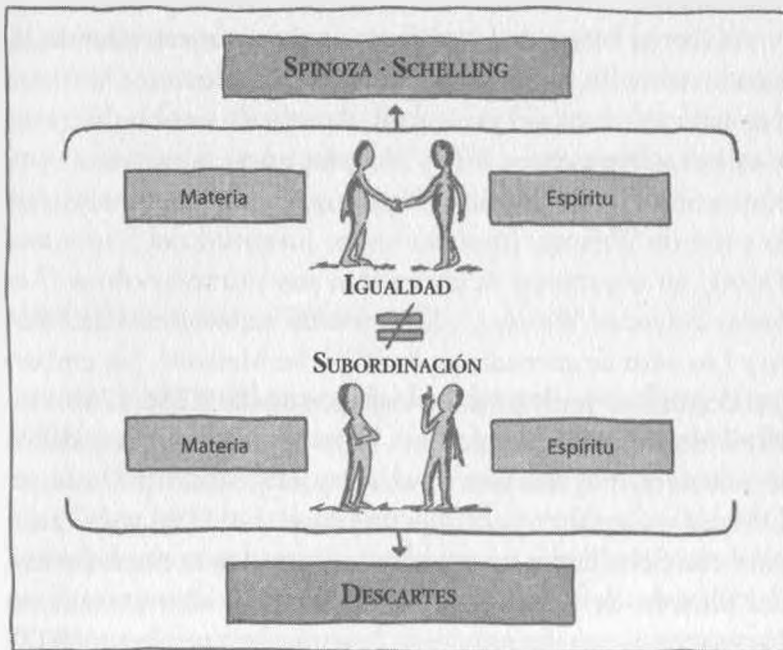 SPINOZA · SCHELLING
Materia
Espíritu
IGUALDAD
≠
SUBORDINACIÓN
Materia
Espíritu
DESCARTES